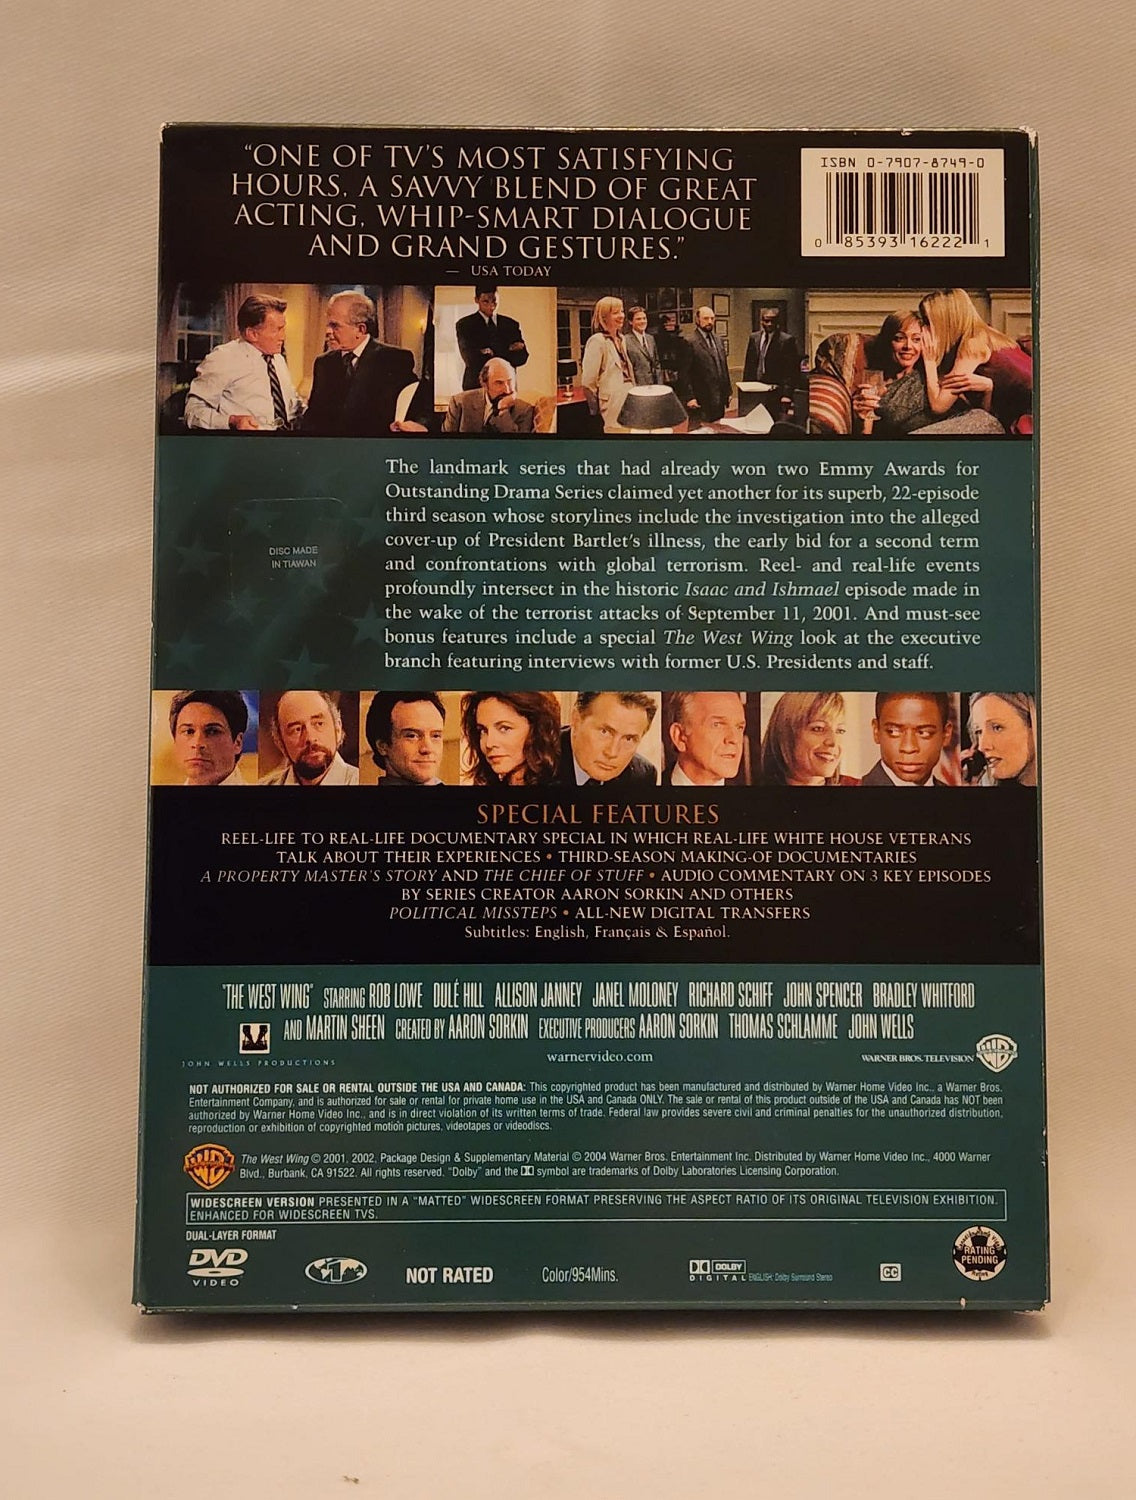 "ONE OF TV'S MOST SATISFYING
HOURS, A SAVVY BLEND OF GREAT
ACTING, WHIP-SMART DIALOGUE
AND GRAND GESTURES."
— USA TODAY
ISBN 0-7907-8749-0
0 85393 16222 1
The landmark series that had already won two Emmy Awards for
Outstanding Drama Series claimed yet another for its superb, 22-episode
third season whose storylines include the investigation into the alleged
cover-up of President Bartlet's illness, the early bid for a second term
and confrontations with global terrorism. Reel- and real-life events
profoundly intersect in the historic Isaac and Ishmael episode made in
the wake of the terrorist attacks of September 11, 2001. And must-see
bonus features include a special The West Wing look at the executive
branch featuring interviews with former U.S. Presidents and staff.
DISC MADE
IN TIAWAN
SPECIAL FEATURES
REEL-LIFE TO REAL-LIFE DOCUMENTARY SPECIAL IN WHICH REAL-LIFE WHITE HOUSE VETERANS
TALK ABOUT THEIR EXPERIENCES • THIRD-SEASON MAKING-OF DOCUMENTARIES
A PROPERTY MASTER'S STORY AND THE CHIEF OF STUFF • AUDIO COMMENTARY ON 3 KEY EPISODES
BY SERIES CREATOR AARON SORKIN AND OTHERS
POLITICAL MISSTEPS • ALL-NEW DIGITAL TRANSFERS
Subtitles: English, Français & Español.
"THE WEST WING" STARRING ROB LOWE DULÉ HILL ALLISON JANNEY JANEL MOLONEY RICHARD SCHIFF JOHN SPENCER BRADLEY WHITFORD
AND MARTIN SHEEN CREATED BY AARON SORKIN EXECUTIVE PRODUCERS AARON SORKIN THOMAS SCHLAMME JOHN WELLS
JOHN WELLS PRODUCTIONS
warnervideo.com
WARNER BROS. TELEVISION
NOT AUTHORIZED FOR SALE OR RENTAL OUTSIDE THE USA AND CANADA: This copyrighted product has been manufactured and distributed by Warner Home Video Inc., a Warner Bros.
Entertainment Company, and is authorized for sale or rental for private home use in the USA and Canada ONLY. The sale or rental of this product outside of the USA and Canada has NOT been
authorized by Warner Home Video Inc., and is in direct violation of its written terms of trade. Federal law provides severe civil and criminal penalties for the unauthorized distribution,
reproduction or exhibition of copyrighted motion pictures, videotapes or videodiscs.
The West Wing © 2001, 2002, Package Design & Supplementary Material © 2004 Warner Bros. Entertainment Inc. Distributed by Warner Home Video Inc., 4000 Warner
Blvd., Burbank, CA 91522. All rights reserved. "Dolby" and the symbol are trademarks of Dolby Laboratories Licensing Corporation.
WIDESCREEN VERSION PRESENTED IN A "MATTED" WIDESCREEN FORMAT PRESERVING THE ASPECT RATIO OF ITS ORIGINAL TELEVISION EXHIBITION.
ENHANCED FOR WIDESCREEN TVS.
DUAL-LAYER FORMAT
DVD
VIDEO
1
NOT RATED
Color/954Mins.
DOLBY
DIGITAL ENGLISH: Dolby Surround Stereo
CC
RATING
PENDING